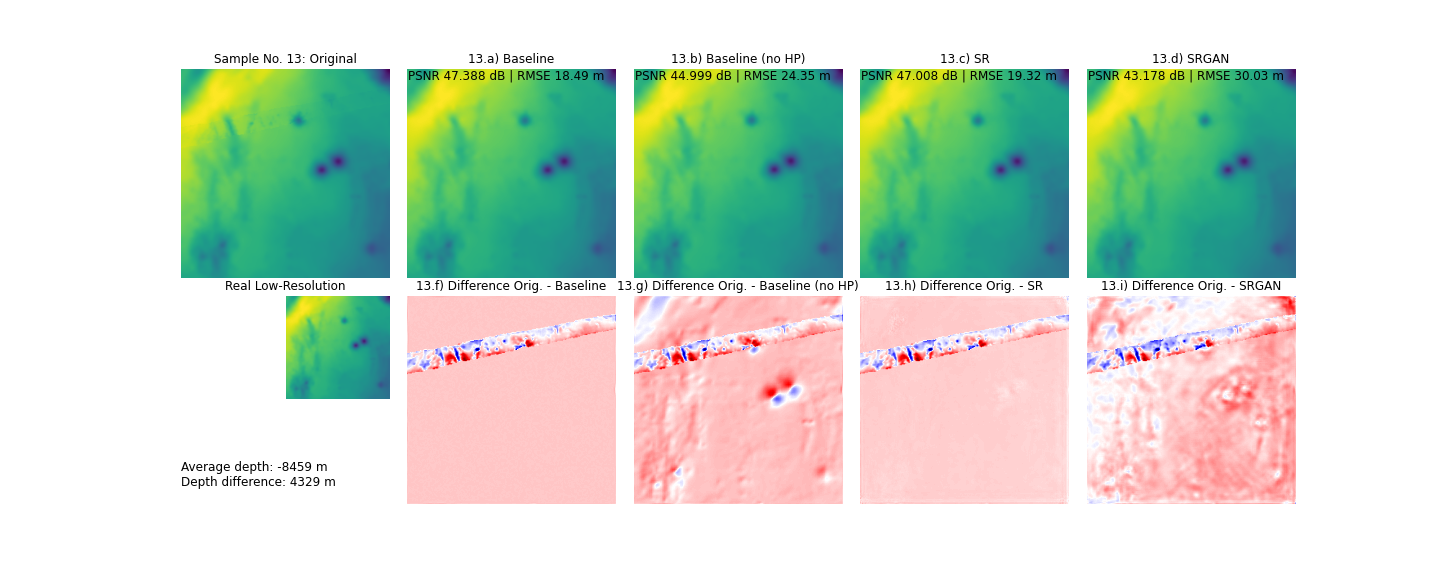 Sample No. 13: Original
13.a) Baseline
13.b) Baseline (no HP)
13.c) SR
13.d) SRGAN
PSNR 47.388 dB | RMSE 18.49 m
PSNR 44.999 dB | RMSE 24.35 m
PSNR 47.008 dB | RMSE 19.32 m
PSNR 43.178 dB | RMSE 30.03 m
Real Low-Resolution
13.f) Difference Orig. - Baseline
13.g) Difference Orig. - Baseline (no HP)
13.h) Difference Orig. - SR
13.i) Difference Orig. - SRGAN
Average depth: -8459 m
Depth difference: 4329 m